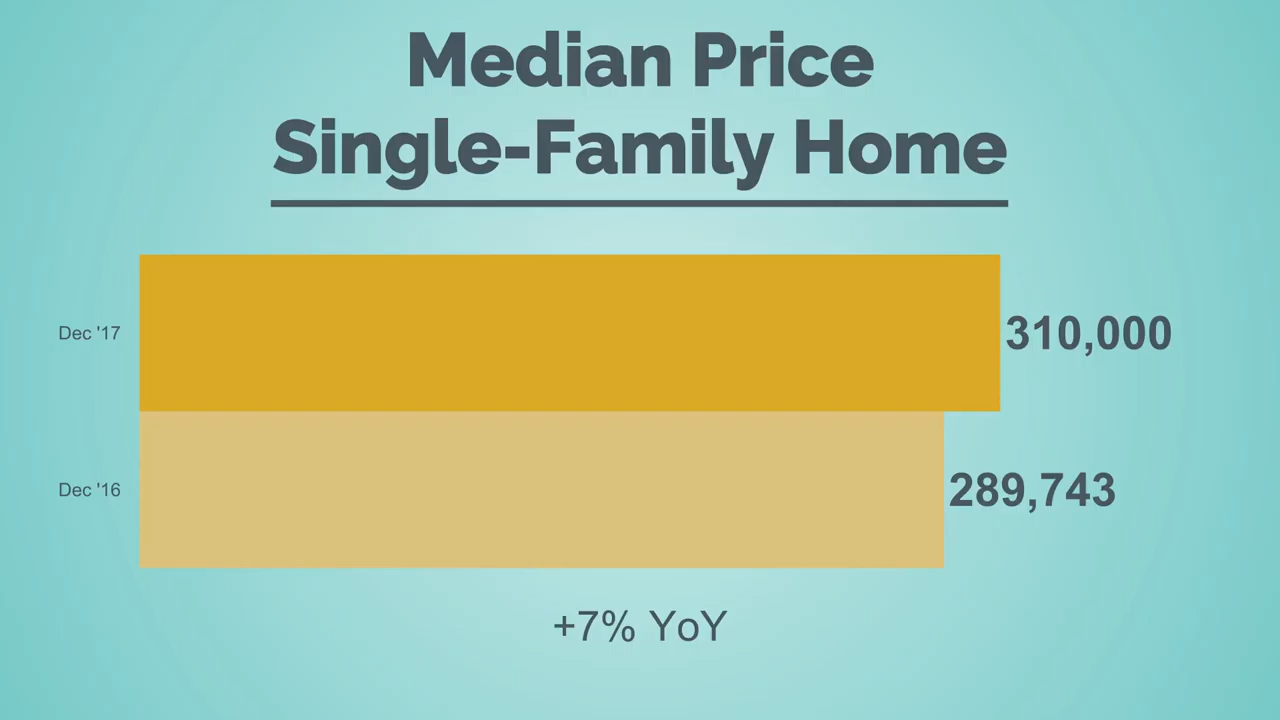 Median Price
Single-Family Home
Dec '17 310,000
Dec '16 289,743
+7% YoY